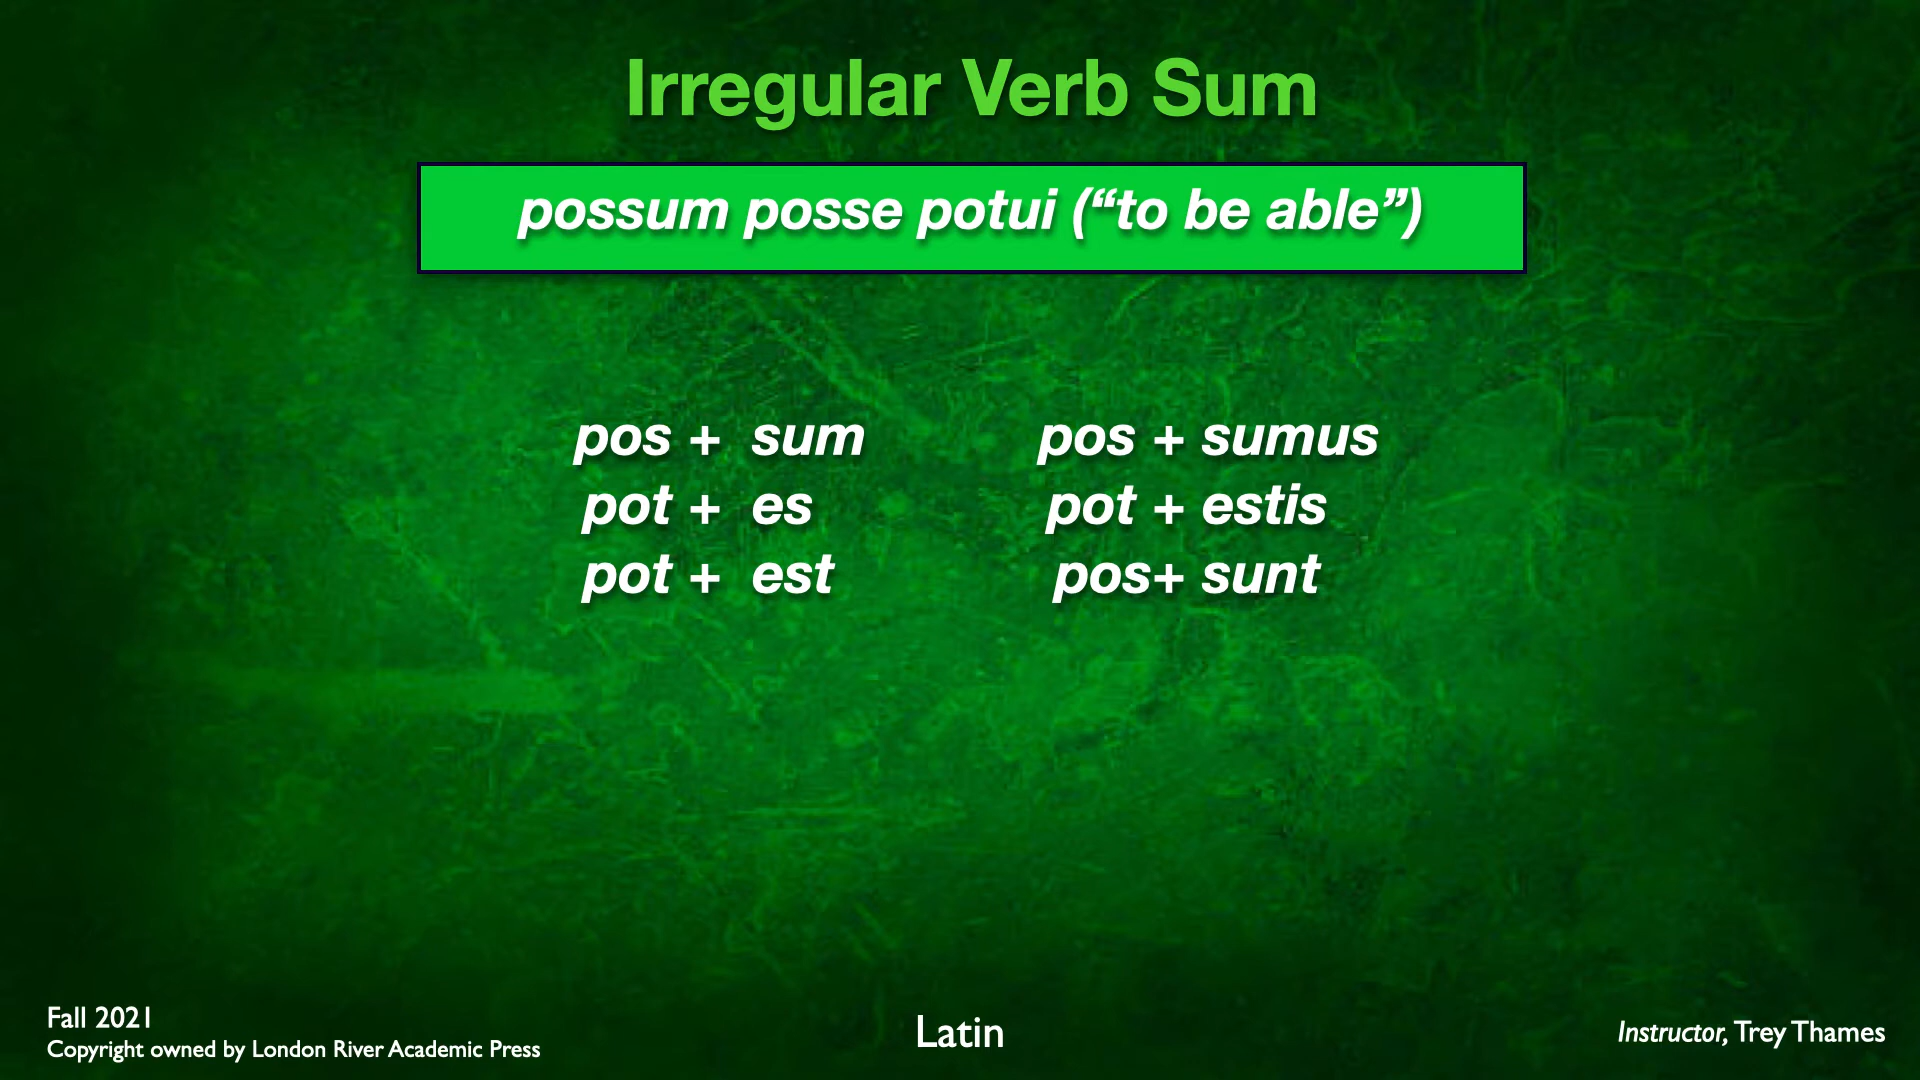 Irregular Verb Sum
possum posse potui (“to be able”)
pos + sum
pot + es
pot + est
pos + sumus
pot + estis
pos+ sunt
Fall 2021
Copyright owned by London River Academic Press
Latin
Instructor, Trey Thames